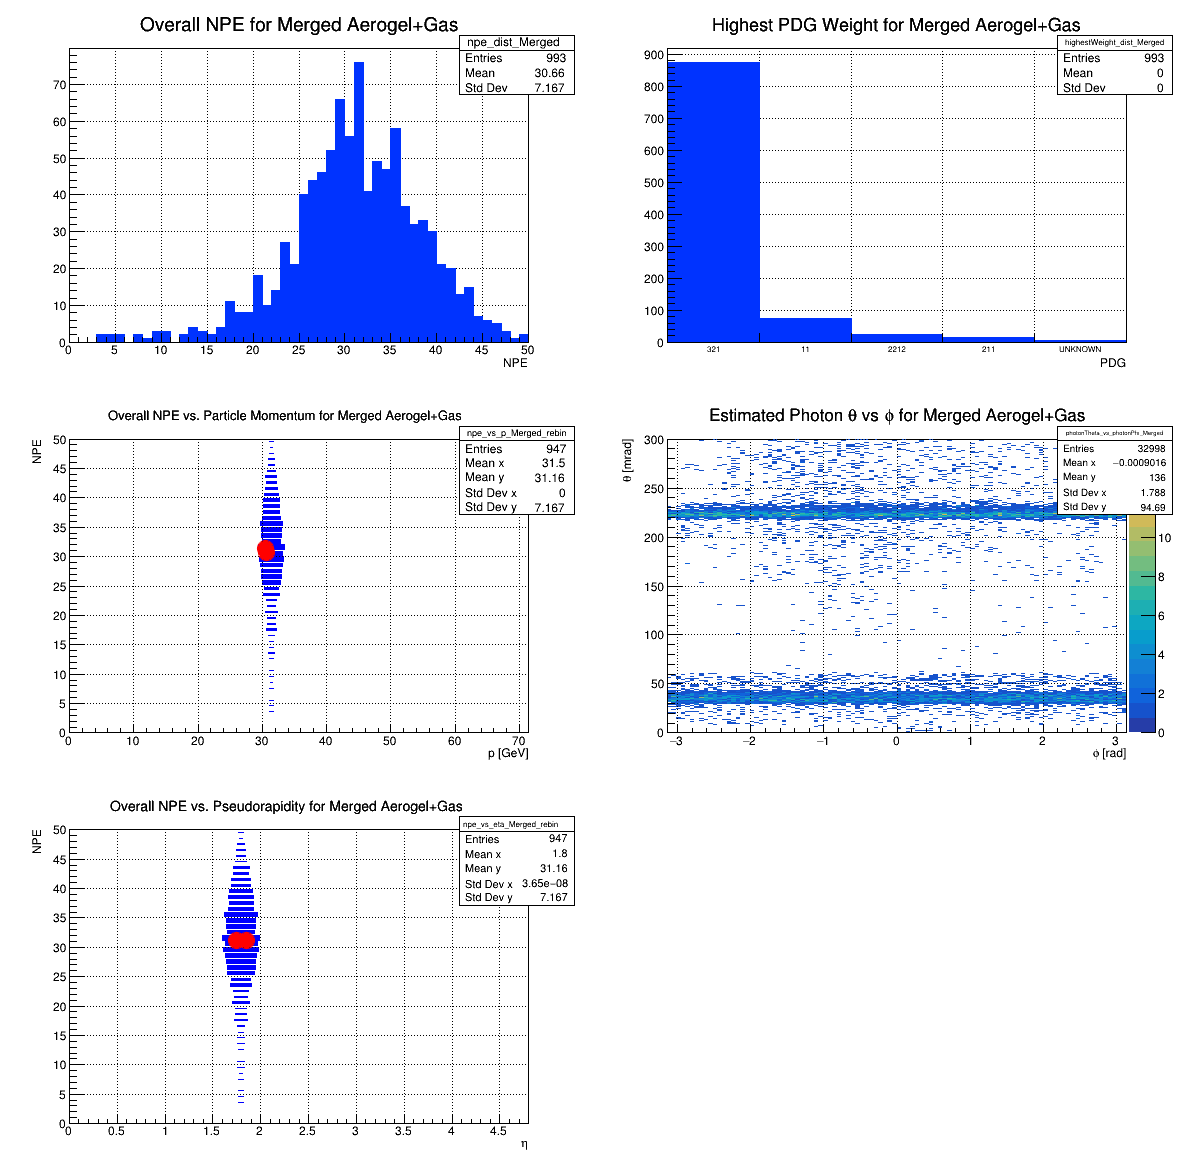 Overall NPE for Merged Aerogel+Gas
npe_dist_Merged
Entries 993
Mean 30.66
Std Dev 7.167
70
60
50
40
30
20
10
0
0 5 10 15 20 25 30 35 40 45 50
NPE
Highest PDG Weight for Merged Aerogel+Gas
highestWeight_dist_Merged
Entries 993
Mean 0
Std Dev 0
900
800
700
600
500
400
300
200
100
0
321 11 2212 211 UNKNOWN
PDG
Overall NPE vs. Particle Momentum for Merged Aerogel+Gas
NPE
npe_vs_p_Merged_rebin
Entries 947
Mean x 31.5
Mean y 31.16
Std Dev x 0
Std Dev y 7.167
50
45
40
35
30
25
20
15
10
5
0
0 10 20 30 40 50 60 70
p [GeV]
Estimated Photon θ vs ϕ for Merged Aerogel+Gas
θ [mrad]
photonTheta_vs_photonPhi_Merged
Entries 32998
Mean x −0.0009016
Mean y 136
Std Dev x 1.788
Std Dev y 94.69
300
250
200
150
100
50
0
−3 −2 −1 0 1 2 3
ϕ [rad]
10
8
6
4
2
0
Overall NPE vs. Pseudorapidity for Merged Aerogel+Gas
NPE
npe_vs_eta_Merged_rebin
Entries 947
Mean x 1.8
Mean y 31.16
Std Dev x 3.65e−08
Std Dev y 7.167
50
45
40
35
30
25
20
15
10
5
0
0 0.5 1 1.5 2 2.5 3 3.5 4 4.5
η